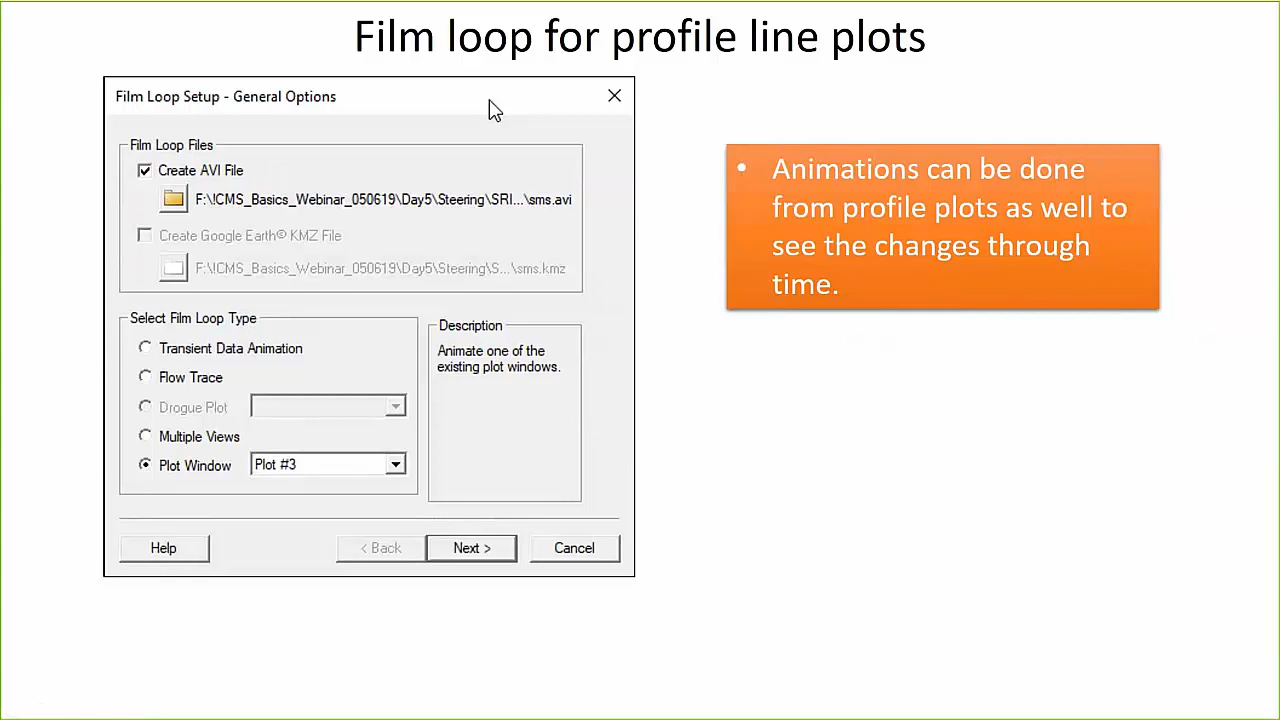 Film loop for profile line plots
Film Loop Setup - General Options
Film Loop Files
Create AVI File
F:\!CMS_Basics_Webinar_050619\Day5\Steering\SRI...\sms.avi
Create Google Earth© KMZ File
F:\!CMS_Basics_Webinar_050619\Day5\Steering\S...\sms.kmz
Select Film Loop Type
Transient Data Animation
Flow Trace
Drogue Plot
Multiple Views
Plot Window
Plot #3
Description
Animate one of the
existing plot windows.
Help
< Back
Next >
Cancel
• Animations can be done
from profile plots as well to
see the changes through
time.